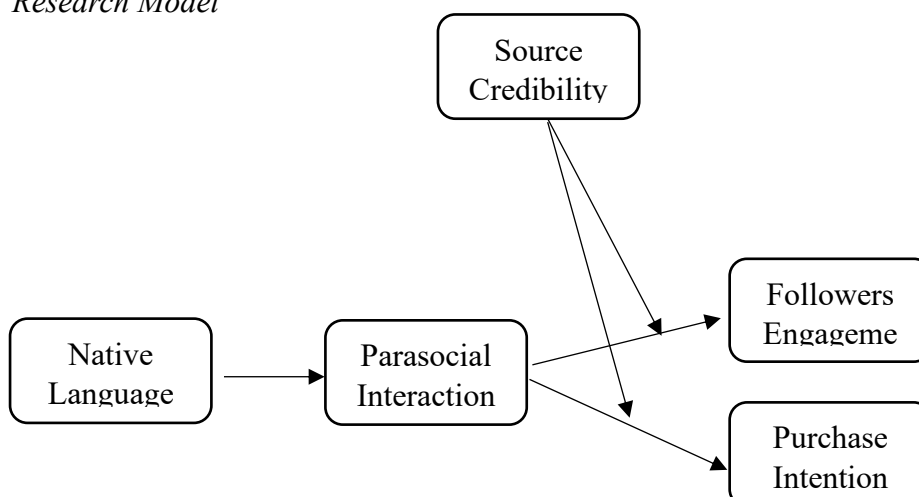 Research Model
Source
Credibility
Followers
Engageme
Native
Language
Parasocial
Interaction
Purchase
Intention